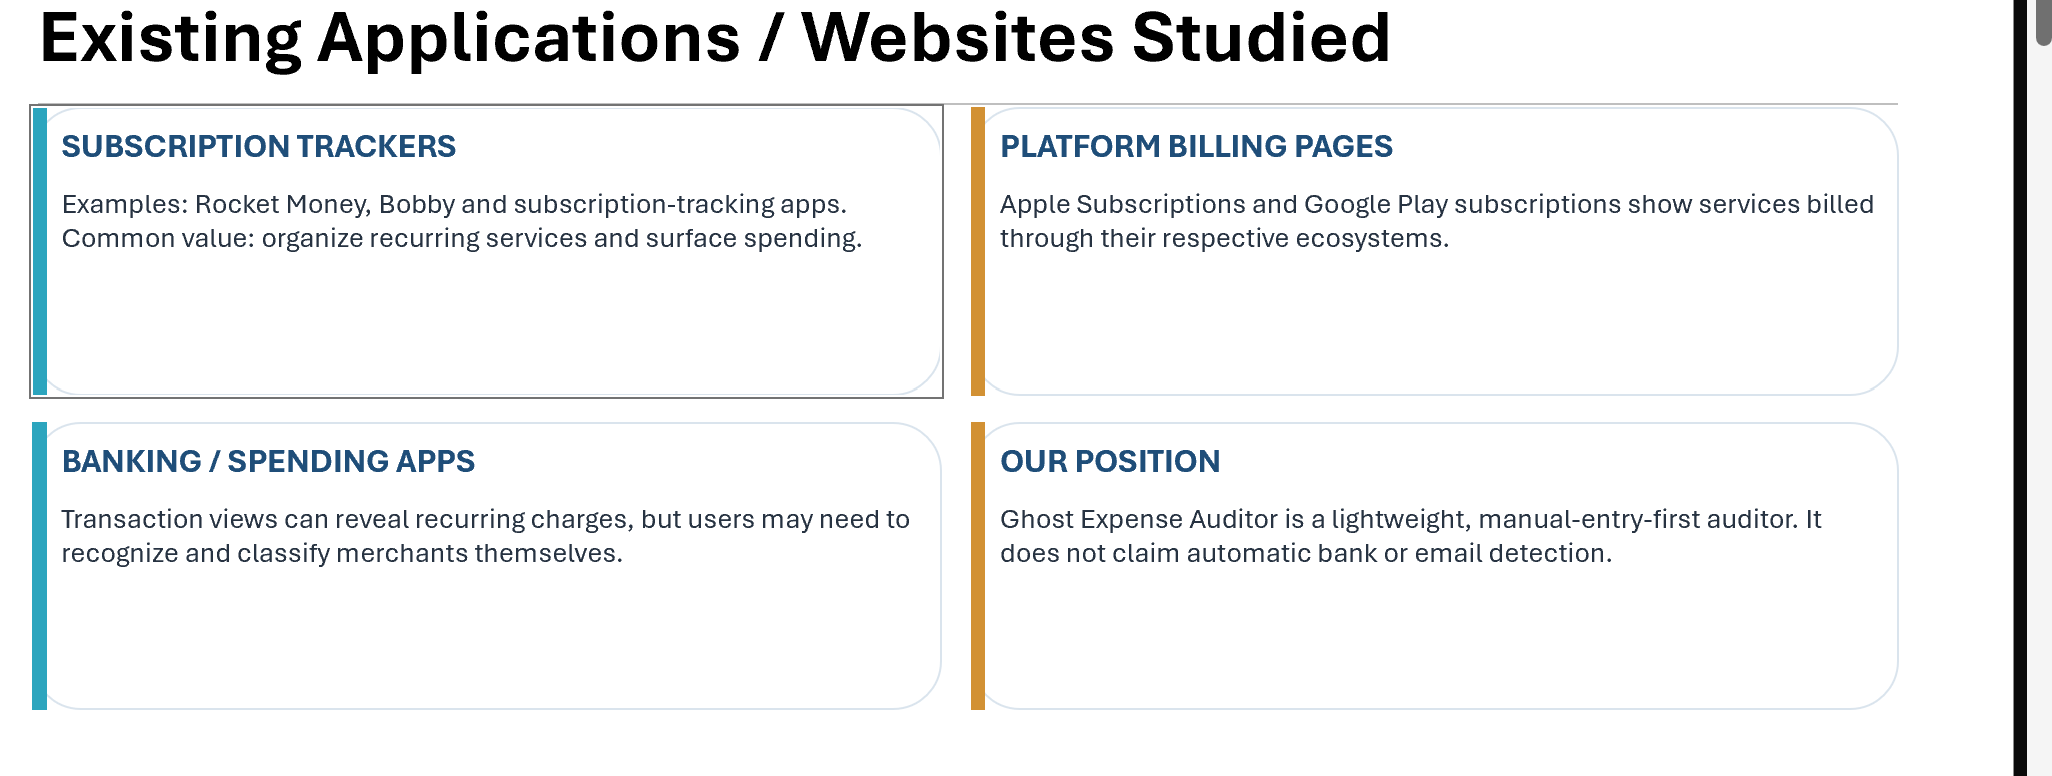 Existing Applications / Websites Studied
SUBSCRIPTION TRACKERS
Examples: Rocket Money, Bobby and subscription-tracking apps.
Common value: organize recurring services and surface spending.
PLATFORM BILLING PAGES
Apple Subscriptions and Google Play subscriptions show services billed
through their respective ecosystems.
BANKING / SPENDING APPS
Transaction views can reveal recurring charges, but users may need to
recognize and classify merchants themselves.
OUR POSITION
Ghost Expense Auditor is a lightweight, manual-entry-first auditor. It
does not claim automatic bank or email detection.